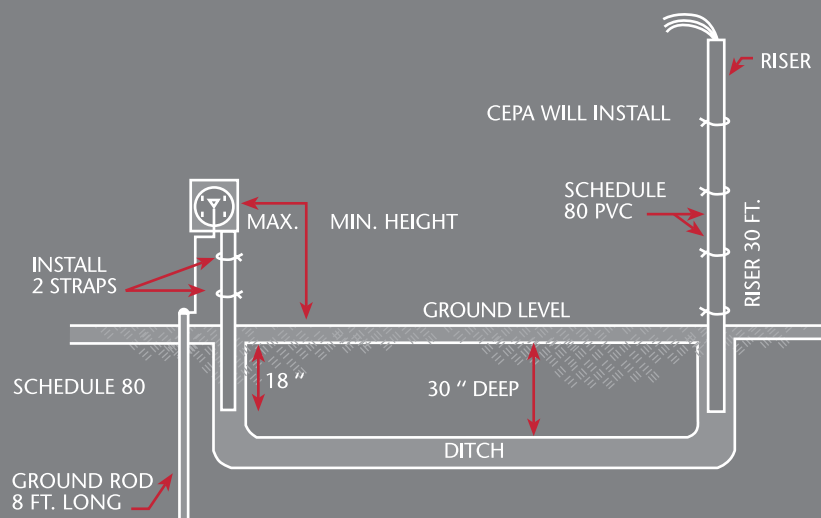 RISER
CEPA WILL INSTALL
SCHEDULE
80 PVC
RISER 30 FT.
MAX.
MIN. HEIGHT
INSTALL
2 STRAPS
GROUND LEVEL
SCHEDULE 80
18 “
30 “ DEEP
DITCH
GROUND ROD
8 FT. LONG